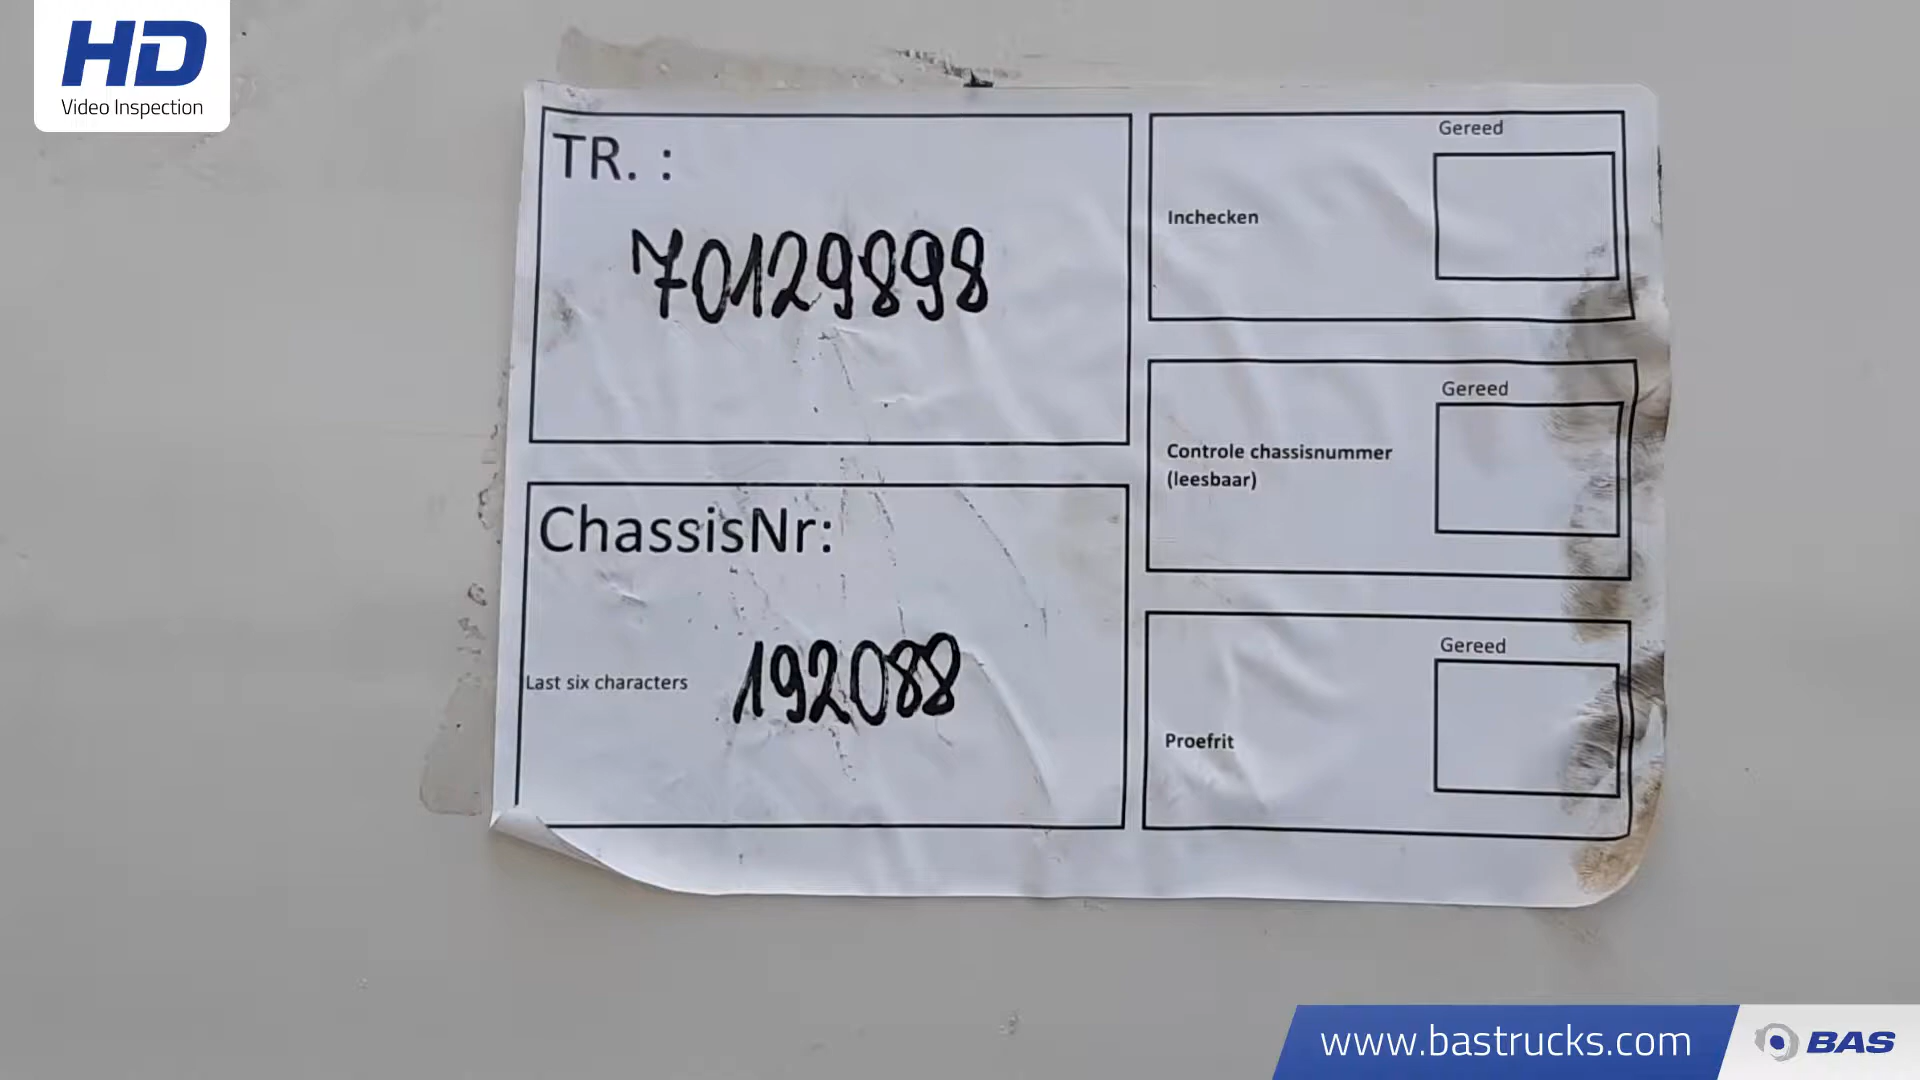 HD
Video Inspection
TR. :
70129898
ChassisNr:
Last six characters
192088
Gereed
Inchecken
Gereed
Controle chassisnummer
(leesbaar)
Gereed
Proefrit
www.bastrucks.com
BAS